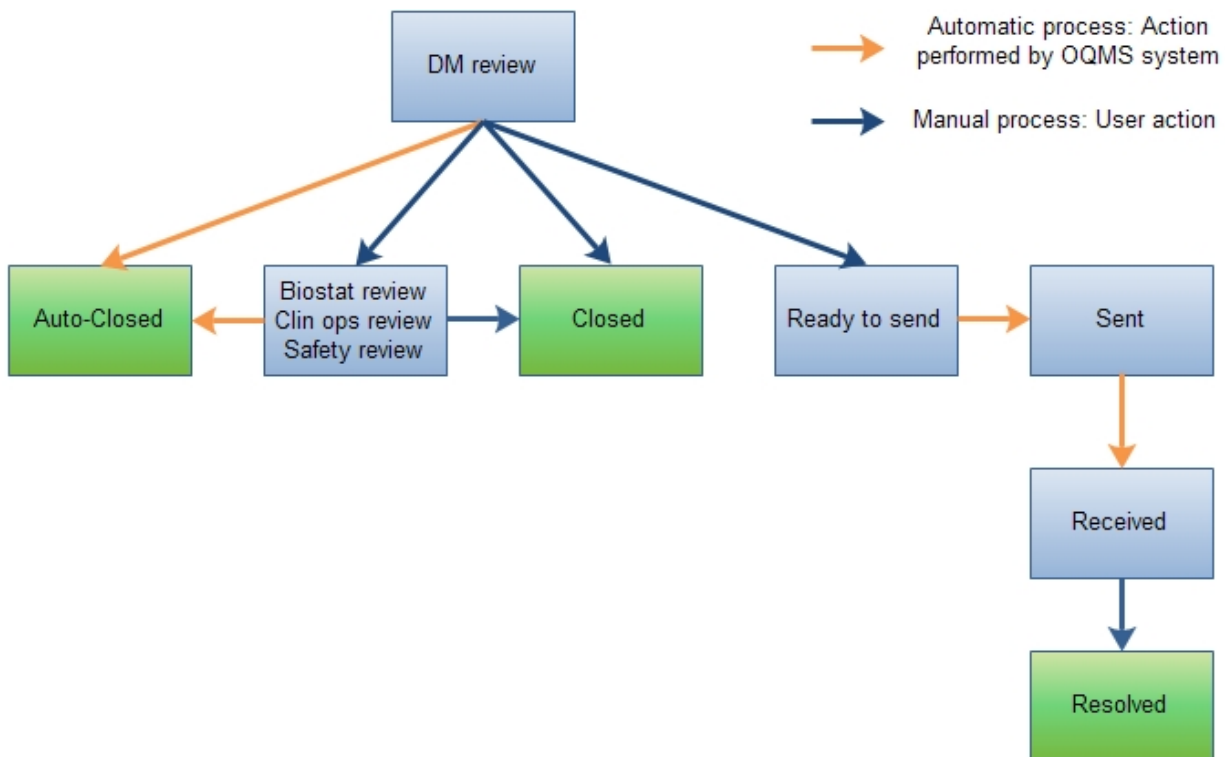 Automatic process: Action
performed by OQMS system
DM review
Manual process: User action
Auto-Closed
Biostat review
Clin ops review
Safety review
Closed
Ready to send
Sent
Received
Resolved